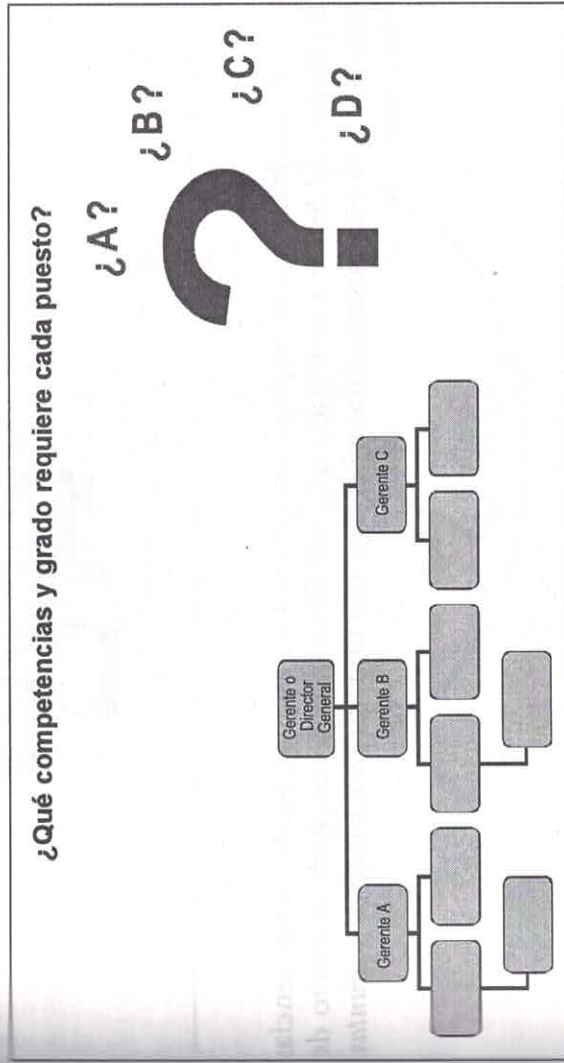 ¿Qué competencias y grado requiere cada puesto?
¿A?
¿B?
¿C?
¿D?
Gerente o
Director
General
Gerente A
Gerente B
Gerente C